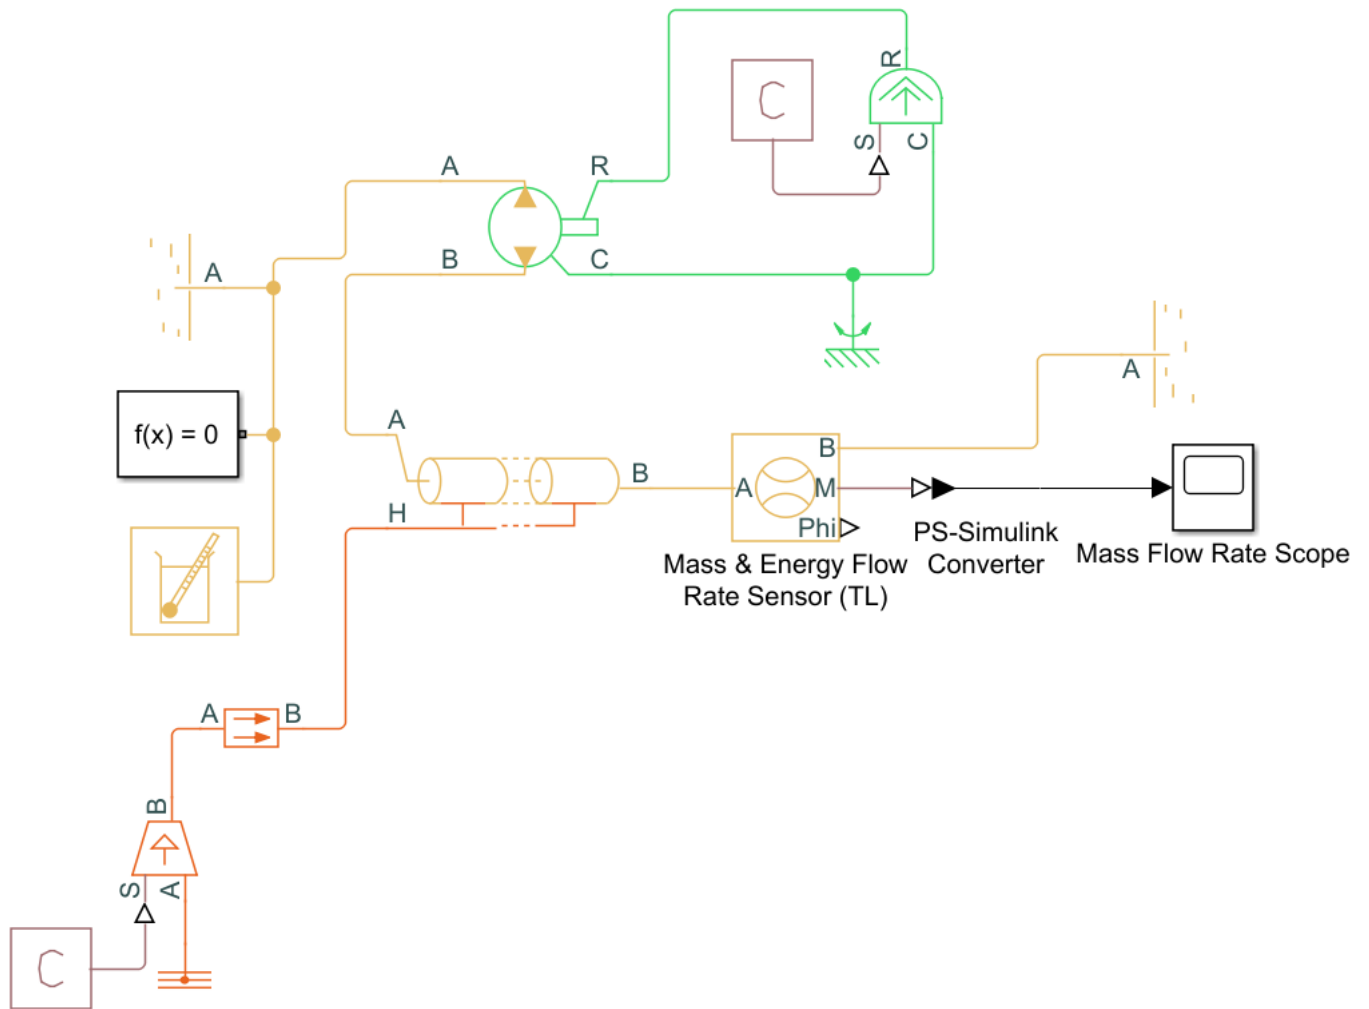 R
C
S
C
A
R
A
B
C
A
A
B
f(x) = 0
A
B
H
A
M
Phi
PS-Simulink
Converter
Mass Flow Rate Scope
Mass & Energy Flow
Rate Sensor (TL)
A
B
B
S
A
C